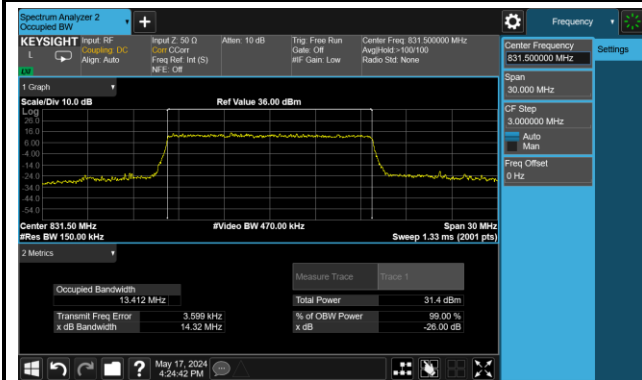 Spectrum Analyzer 2
Occupied BW
Frequency
KEYSIGHT
L
Input: RF
Coupling: DC
Align: Auto
Input Z: 50 Ω
Corr CCorr
Freq Ref: Int (S)
NFE: Off
Atten: 10 dB
Trig: Free Run
Gate: Off
#IF Gain: Low
Center Freq: 831.500000 MHz
Avg|Hold:>100/100
Radio Std: None
Center Frequency
831.500000 MHz
Settings
Span
30.000 MHz
CF Step
3.000000 MHz
Auto
Man
Freq Offset
0 Hz
1 Graph
Scale/Div 10.0 dB
Ref Value 36.00 dBm
Log
26.0
16.0
6.00
-4.00
-14.0
-24.0
-34.0
-44.0
-54.0
Center 831.50 MHz
#Video BW 470.00 kHz
Span 30 MHz
#Res BW 150.00 kHz
Sweep 1.33 ms (2001 pts)
2 Metrics
Measure Trace
Trace 1
Occupied Bandwidth
13.412 MHz
Total Power
31.4 dBm
Transmit Freq Error
3.599 kHz
% of OBW Power
99.00 %
x dB Bandwidth
14.32 MHz
x dB
-26.00 dB
?
May 17, 2024
4:24:42 PM